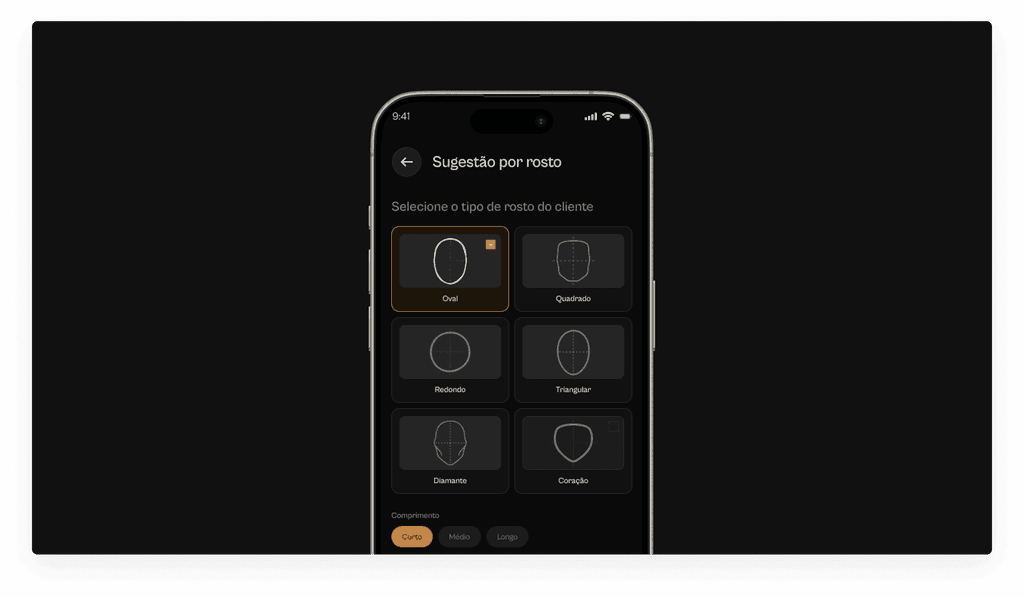 9:41
Sugestão por rosto
Selecione o tipo de rosto do cliente
Oval
Quadrado
Redondo
Triangular
Diamante
Coração
Comprimento
Curto
Médio
Longo